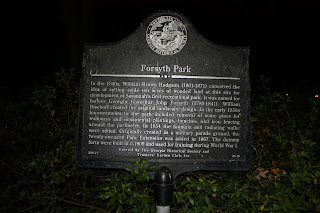 Forsyth Park
In the 1840s, William Brown Hodgson (1801-1871) conceived the
idea of setting aside ten acres of wooded land at this site for
development of Savannah's first recreational park. It was named for
former Georgia Governor John Forsyth (1780-1841). William
Bischoff created the original landscape design. In the early 1850s
improvements to the park included removal of some pines for
walkways and ornamental plantings, benches, and iron fencing
around the perimeter. In 1854 the fountain and radiating walks
were added. Originally created as a military parade ground, the
twenty-one-acre Park Extension was added in 1867. The dummy
forts were built c.1909 and used for training during World War I.
Erected by The Georgia Historical Society and
Trustees' Garden Club, Inc.